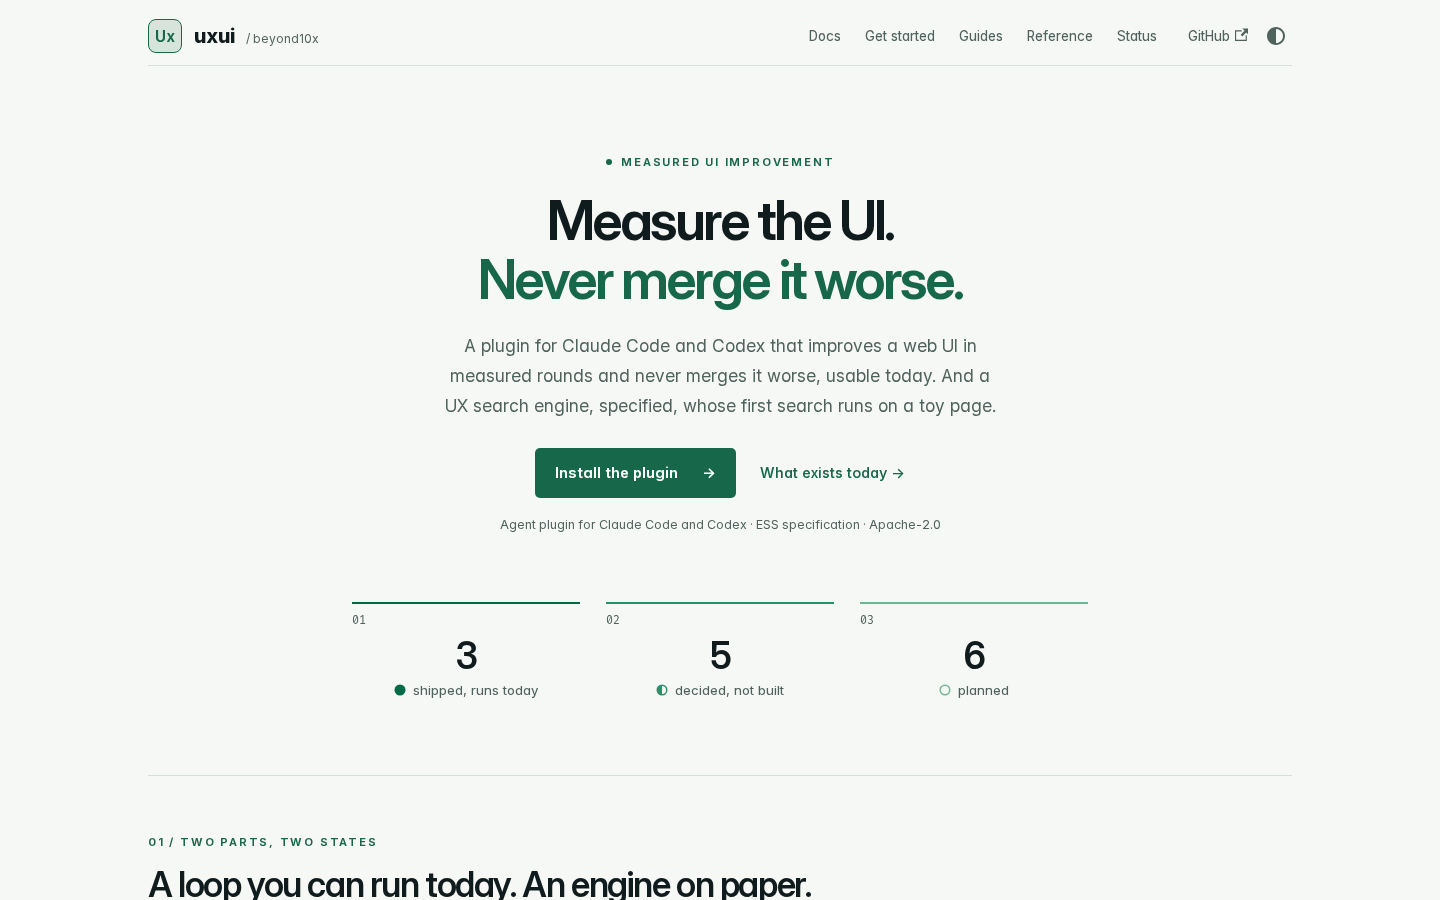 Ux uxui / beyond10x
Docs Get started Guides Reference Status GitHub
MEASURED UI IMPROVEMENT
Measure the UI.
Never merge it worse.
A plugin for Claude Code and Codex that improves a web UI in
measured rounds and never merges it worse, usable today. And a
UX search engine, specified, whose first search runs on a toy page.
Install the plugin →
What exists today →
Agent plugin for Claude Code and Codex · ESS specification · Apache-2.0
01
3
shipped, runs today
02
5
decided, not built
03
6
planned
01 / TWO PARTS, TWO STATES
A loop you can run today. An engine on paper.